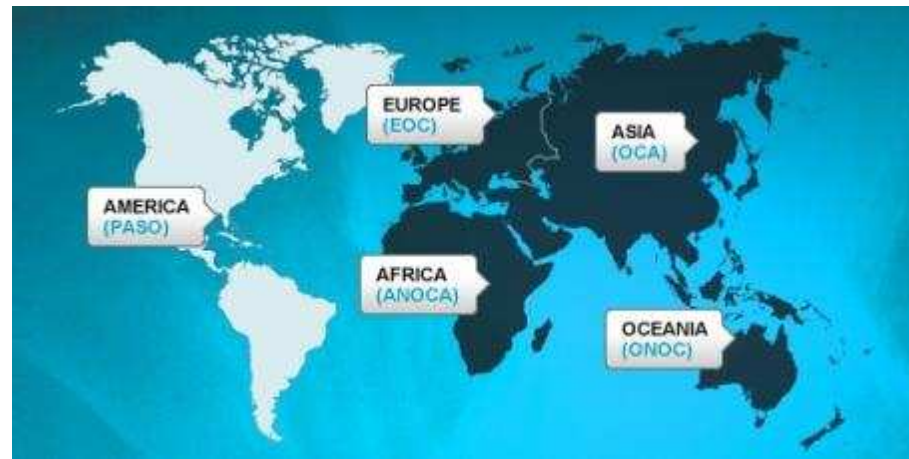 EUROPE
(EOC)
ASIA
(OCA)
AMERICA
(PASO)
AFRICA
(ANOCA)
OCEANIA
(ONOC)